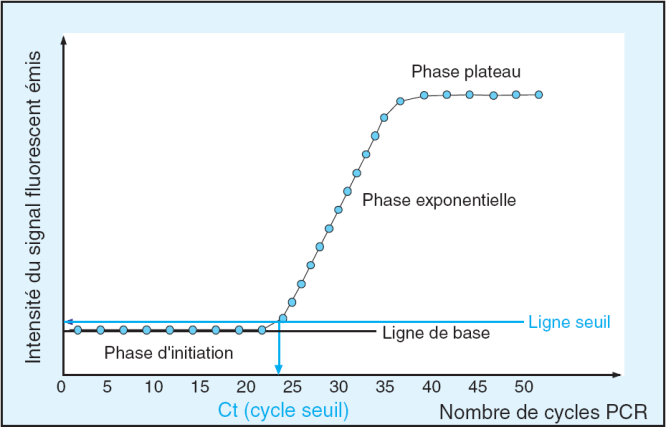 Intensité du signal fluorescent émis
Phase plateau
Phase exponentielle
Ligne seuil
Ligne de base
Phase d'initiation
0 5 10 15 20 25 30 35 40 45 50
Ct (cycle seuil)
Nombre de cycles PCR